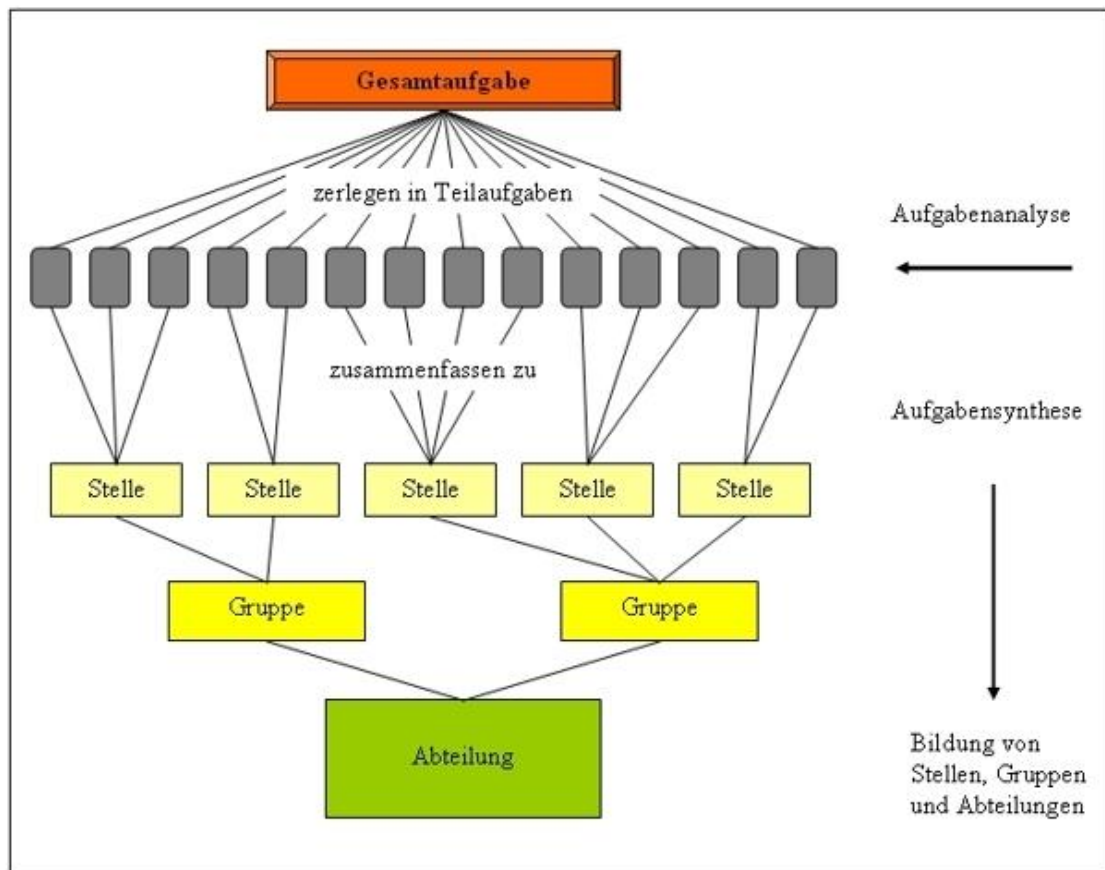 Gesamtaufgabe
zerlegen in Teilaufgaben
Aufgabenanalyse
zusammenfassen zu
Aufgabensynthese
Stelle
Stelle
Stelle
Stelle
Stelle
Gruppe
Gruppe
Abteilung
Bildung von
Stellen, Gruppen
und Abteilungen